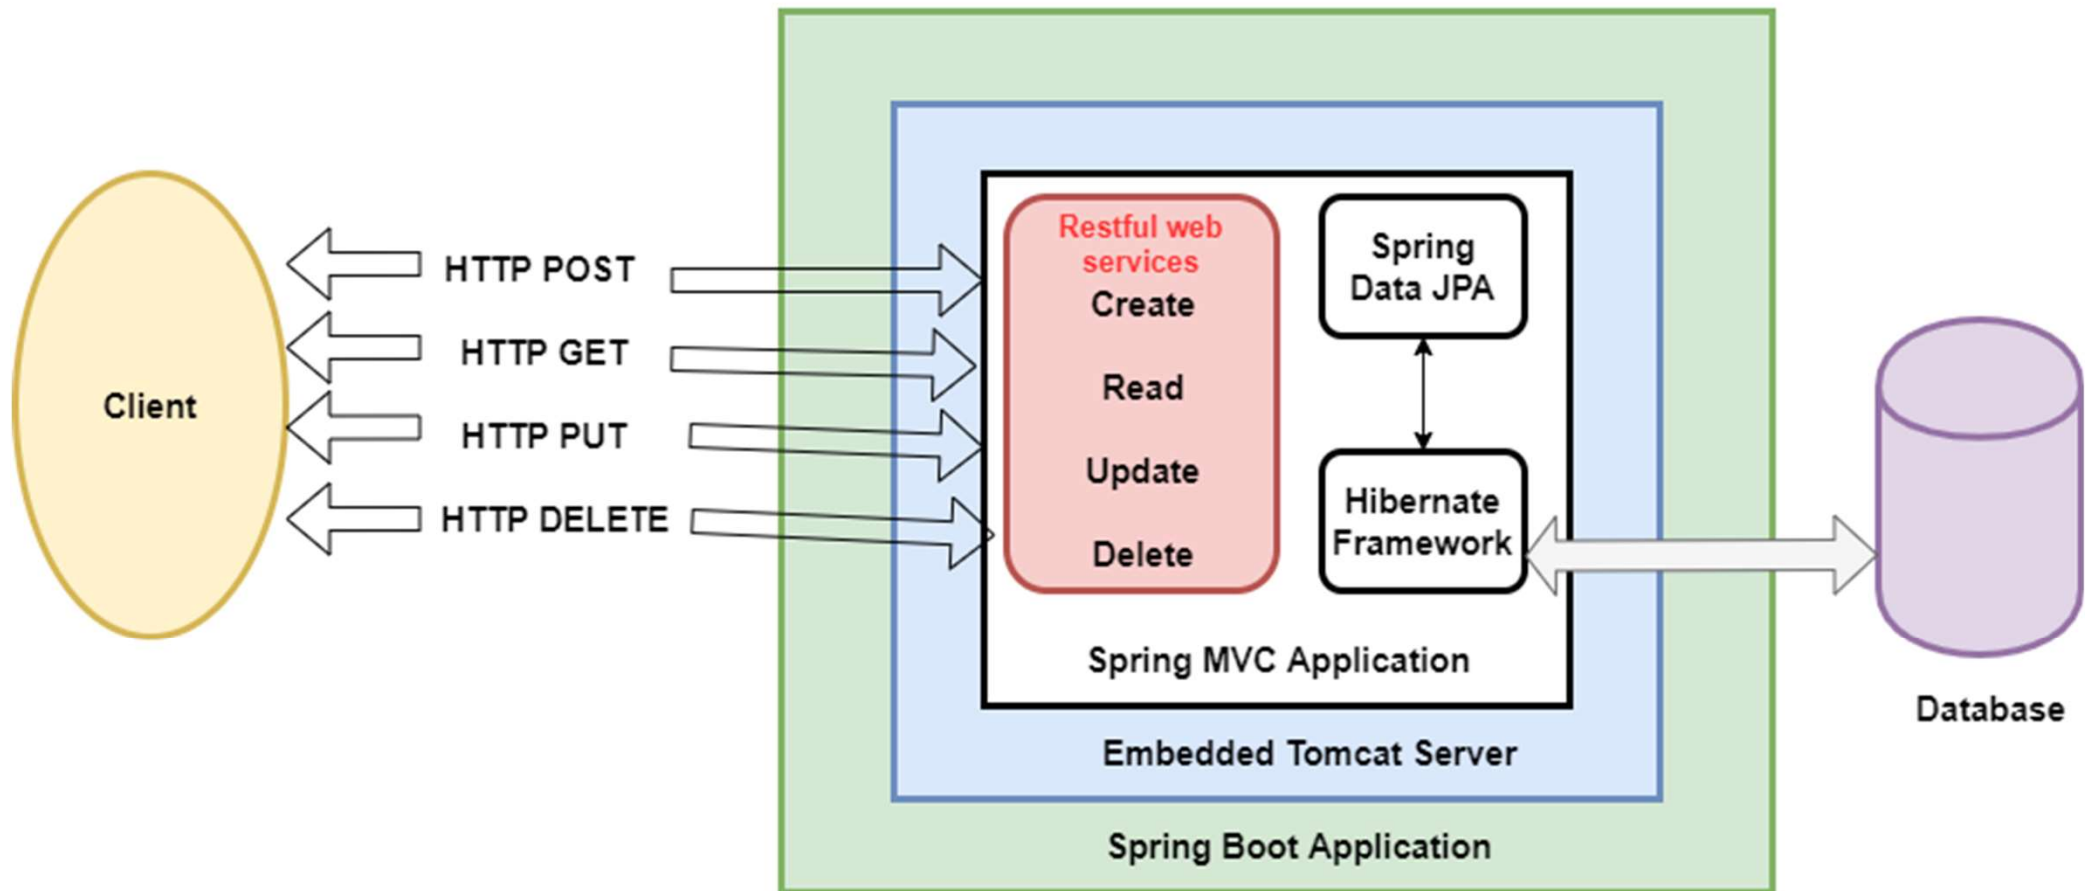 Client
HTTP POST
HTTP GET
HTTP PUT
HTTP DELETE
Restful web
services
Create
Read
Update
Delete
Spring
Data JPA
Hibernate
Framework
Spring MVC Application
Embedded Tomcat Server
Spring Boot Application
Database